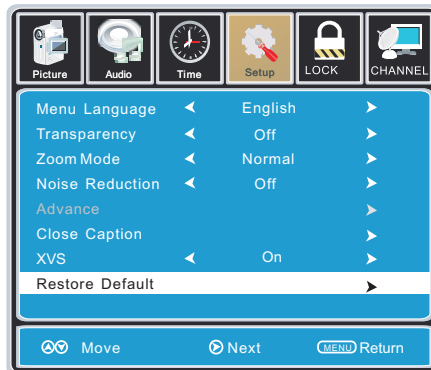 Picture Audio Time Setup LOCK CHANNEL
Menu Language English
Transparency Off
Zoom Mode Normal
Noise Reduction Off
Advance
Close Caption
XVS On
Restore Default
Move Next MENU Return